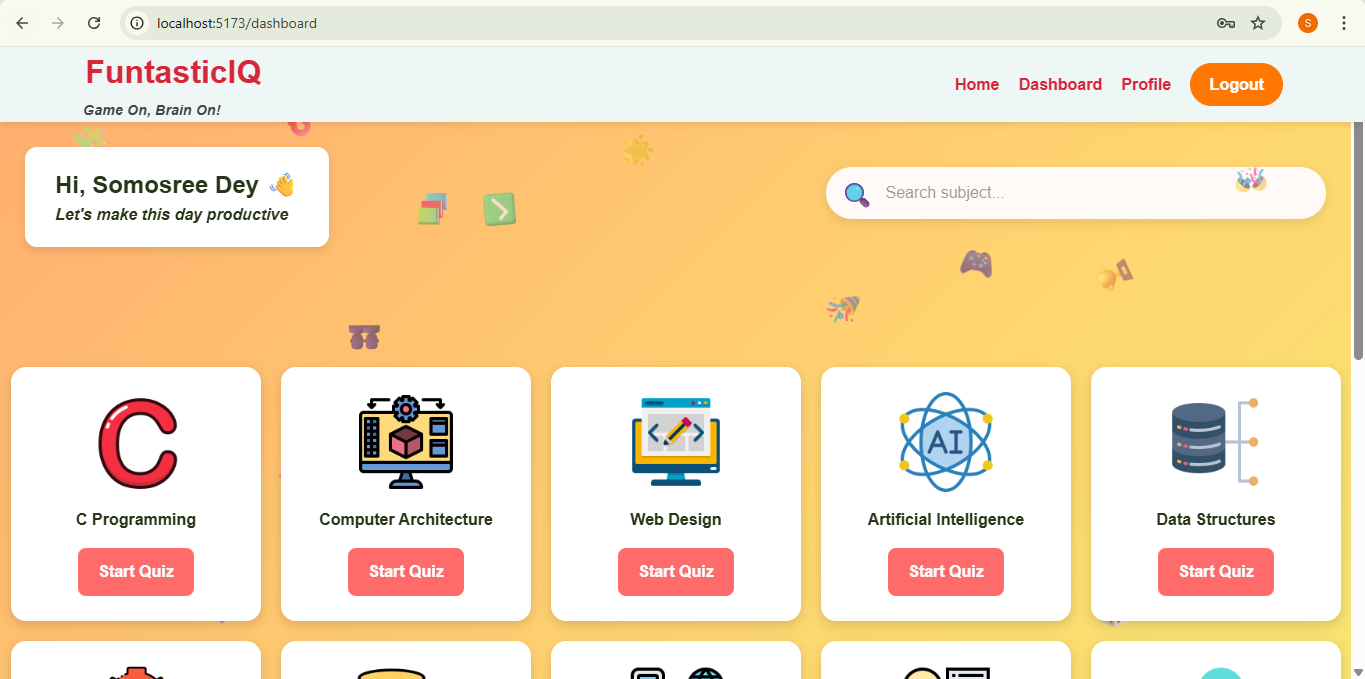 localhost:5173/dashboard
S
FuntasticIQ
Game On, Brain On!
Home Dashboard Profile Logout
Hi, Somosree Dey 👋
Let's make this day productive
Search subject...
C Programming
Start Quiz
Computer Architecture
Start Quiz
Web Design
Start Quiz
AI
Artificial Intelligence
Start Quiz
Data Structures
Start Quiz